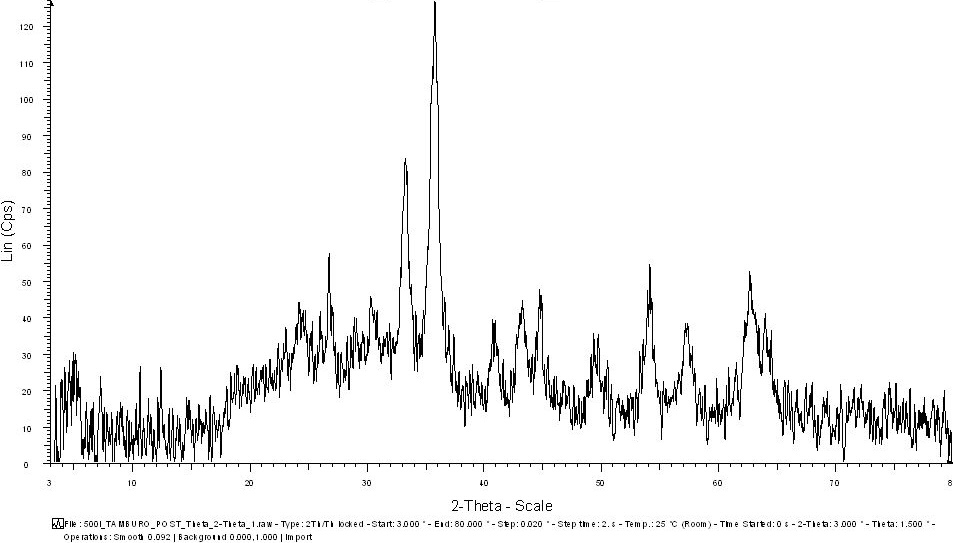 120
110
100
90
80
70
60
50
40
30
20
10
0
Lin (Cps)
3 10 20 30 40 50 60 70 8
2-Theta - Scale
File: 500I_TAMBURO_POST_Theta_2-Theta_1.raw - Type: 2Th/Th locked - Start: 3.000 ° - End: 80.000 ° - Step: 0.020 ° - Step time: 2. s - Temp.: 25 °C (Room) - Time Started: 0 s - 2-Theta: 3.000 ° - Theta: 1.500 ° -
Operations: Smooth 0.092 | Background 0.000,1.000 | Import